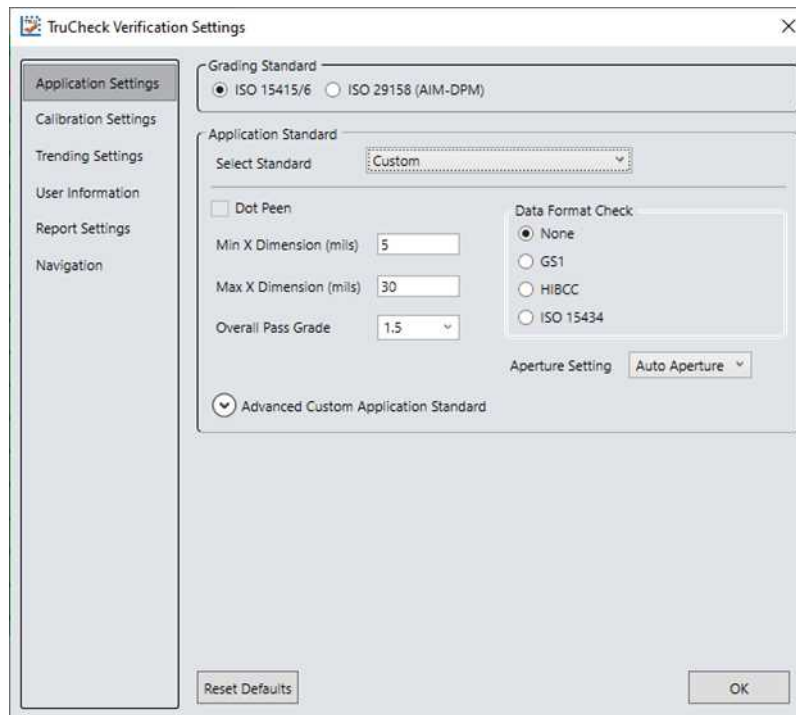 TruCheck Verification Settings
Application Settings
Calibration Settings
Trending Settings
User Information
Report Settings
Navigation
Grading Standard
ISO 15415/6 ISO 29158 (AIM-DPM)
Application Standard
Select Standard Custom
Dot Peen
Min X Dimension (mils) 5
Max X Dimension (mils) 30
Overall Pass Grade 1.5
Data Format Check
None
GS1
HIBCC
ISO 15434
Aperture Setting Auto Aperture
Advanced Custom Application Standard
Reset Defaults OK